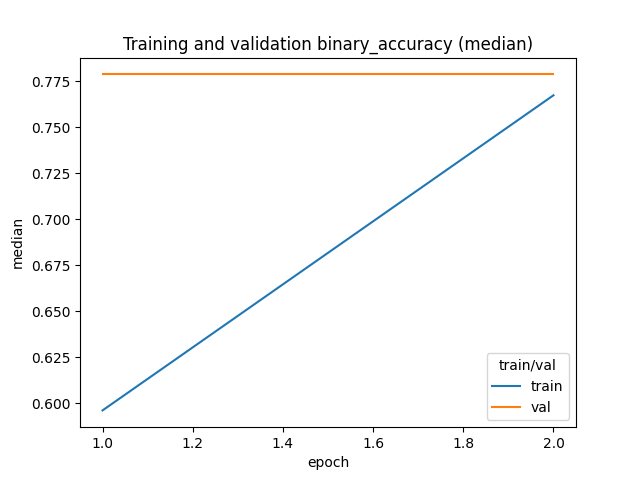 Training and validation binary_accuracy (median)
median
0.775
0.750
0.725
0.700
0.675
0.650
0.625
0.600
train/val
train
val
1.0 1.2 1.4 1.6 1.8 2.0
epoch